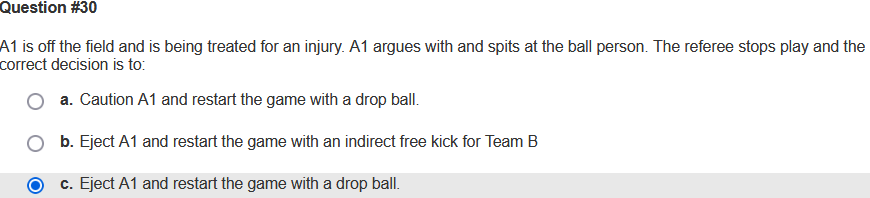 Question #30
A1 is off the field and is being treated for an injury. A1 argues with and spits at the ball person. The referee stops play and the
correct decision is to:
a. Caution A1 and restart the game with a drop ball.
b. Eject A1 and restart the game with an indirect free kick for Team B
c. Eject A1 and restart the game with a drop ball.